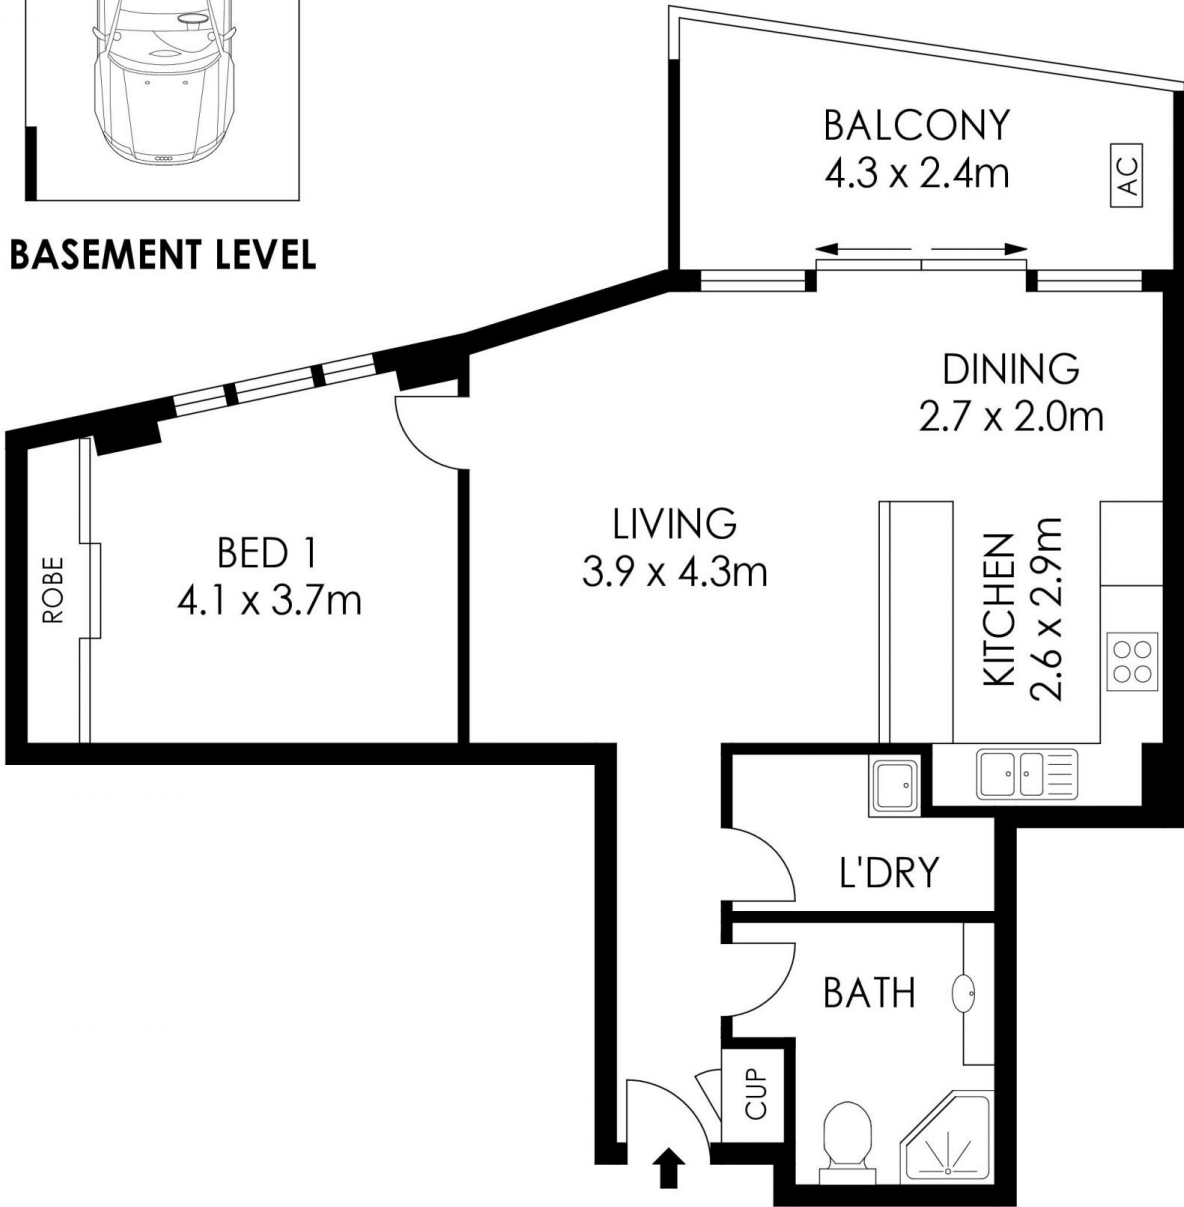 BASEMENT LEVEL
BALCONY
4.3 x 2.4m
AC
DINING
2.7 x 2.0m
LIVING
3.9 x 4.3m
BED 1
4.1 x 3.7m
ROBE
KITCHEN
2.6 x 2.9m
L'DRY
BATH
CUP